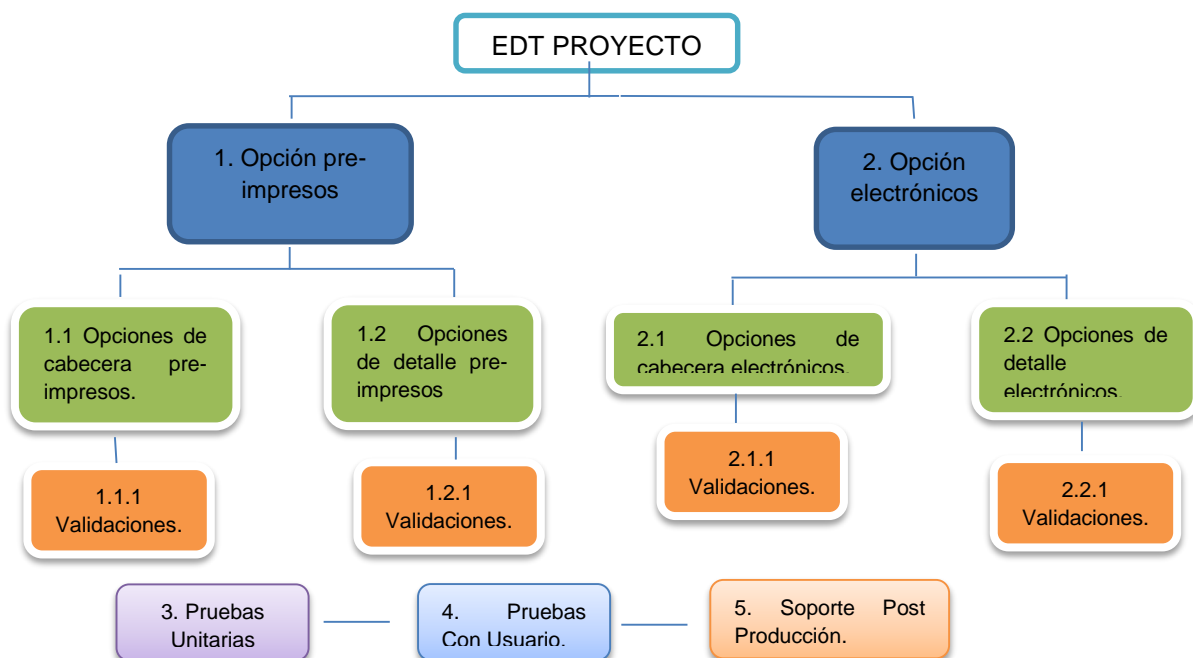 EDT PROYECTO
1. Opción pre-
impresos
2. Opción
electrónicos
1.1 Opciones de
cabecera pre-
impresos.
1.2 Opciones
de detalle pre-
impresos
2.1 Opciones de
cabecera electrónicos.
2.2 Opciones de
detalle
electrónicos.
1.1.1
Validaciones.
1.2.1
Validaciones.
2.1.1
Validaciones.
2.2.1
Validaciones.
3. Pruebas
Unitarias
4. Pruebas
Con Usuario.
5. Soporte Post
Producción.